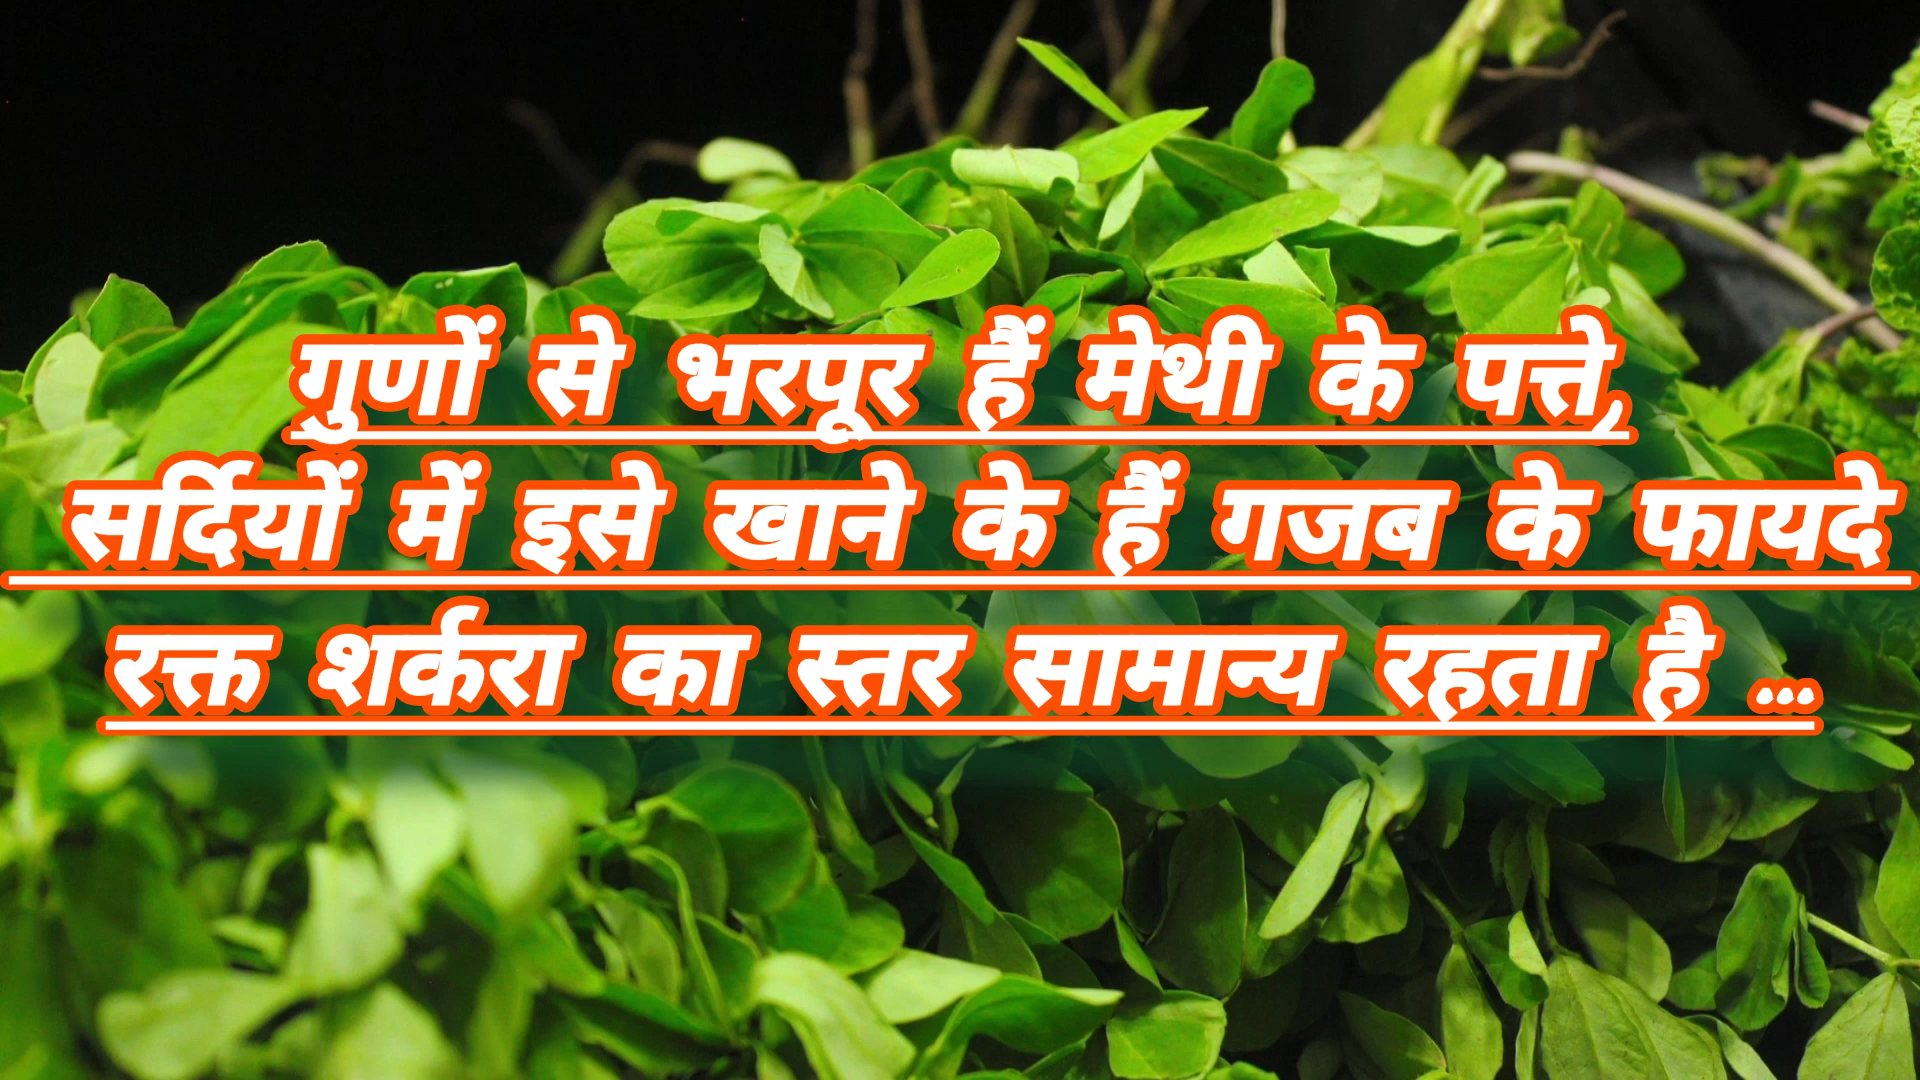 गुणों से भरपूर हैं मेथी के पत्ते,
सर्दियों में इसे खाने के हैं गजब के फायदे
रक्त शर्करा का स्तर सामान्य रहता है ...